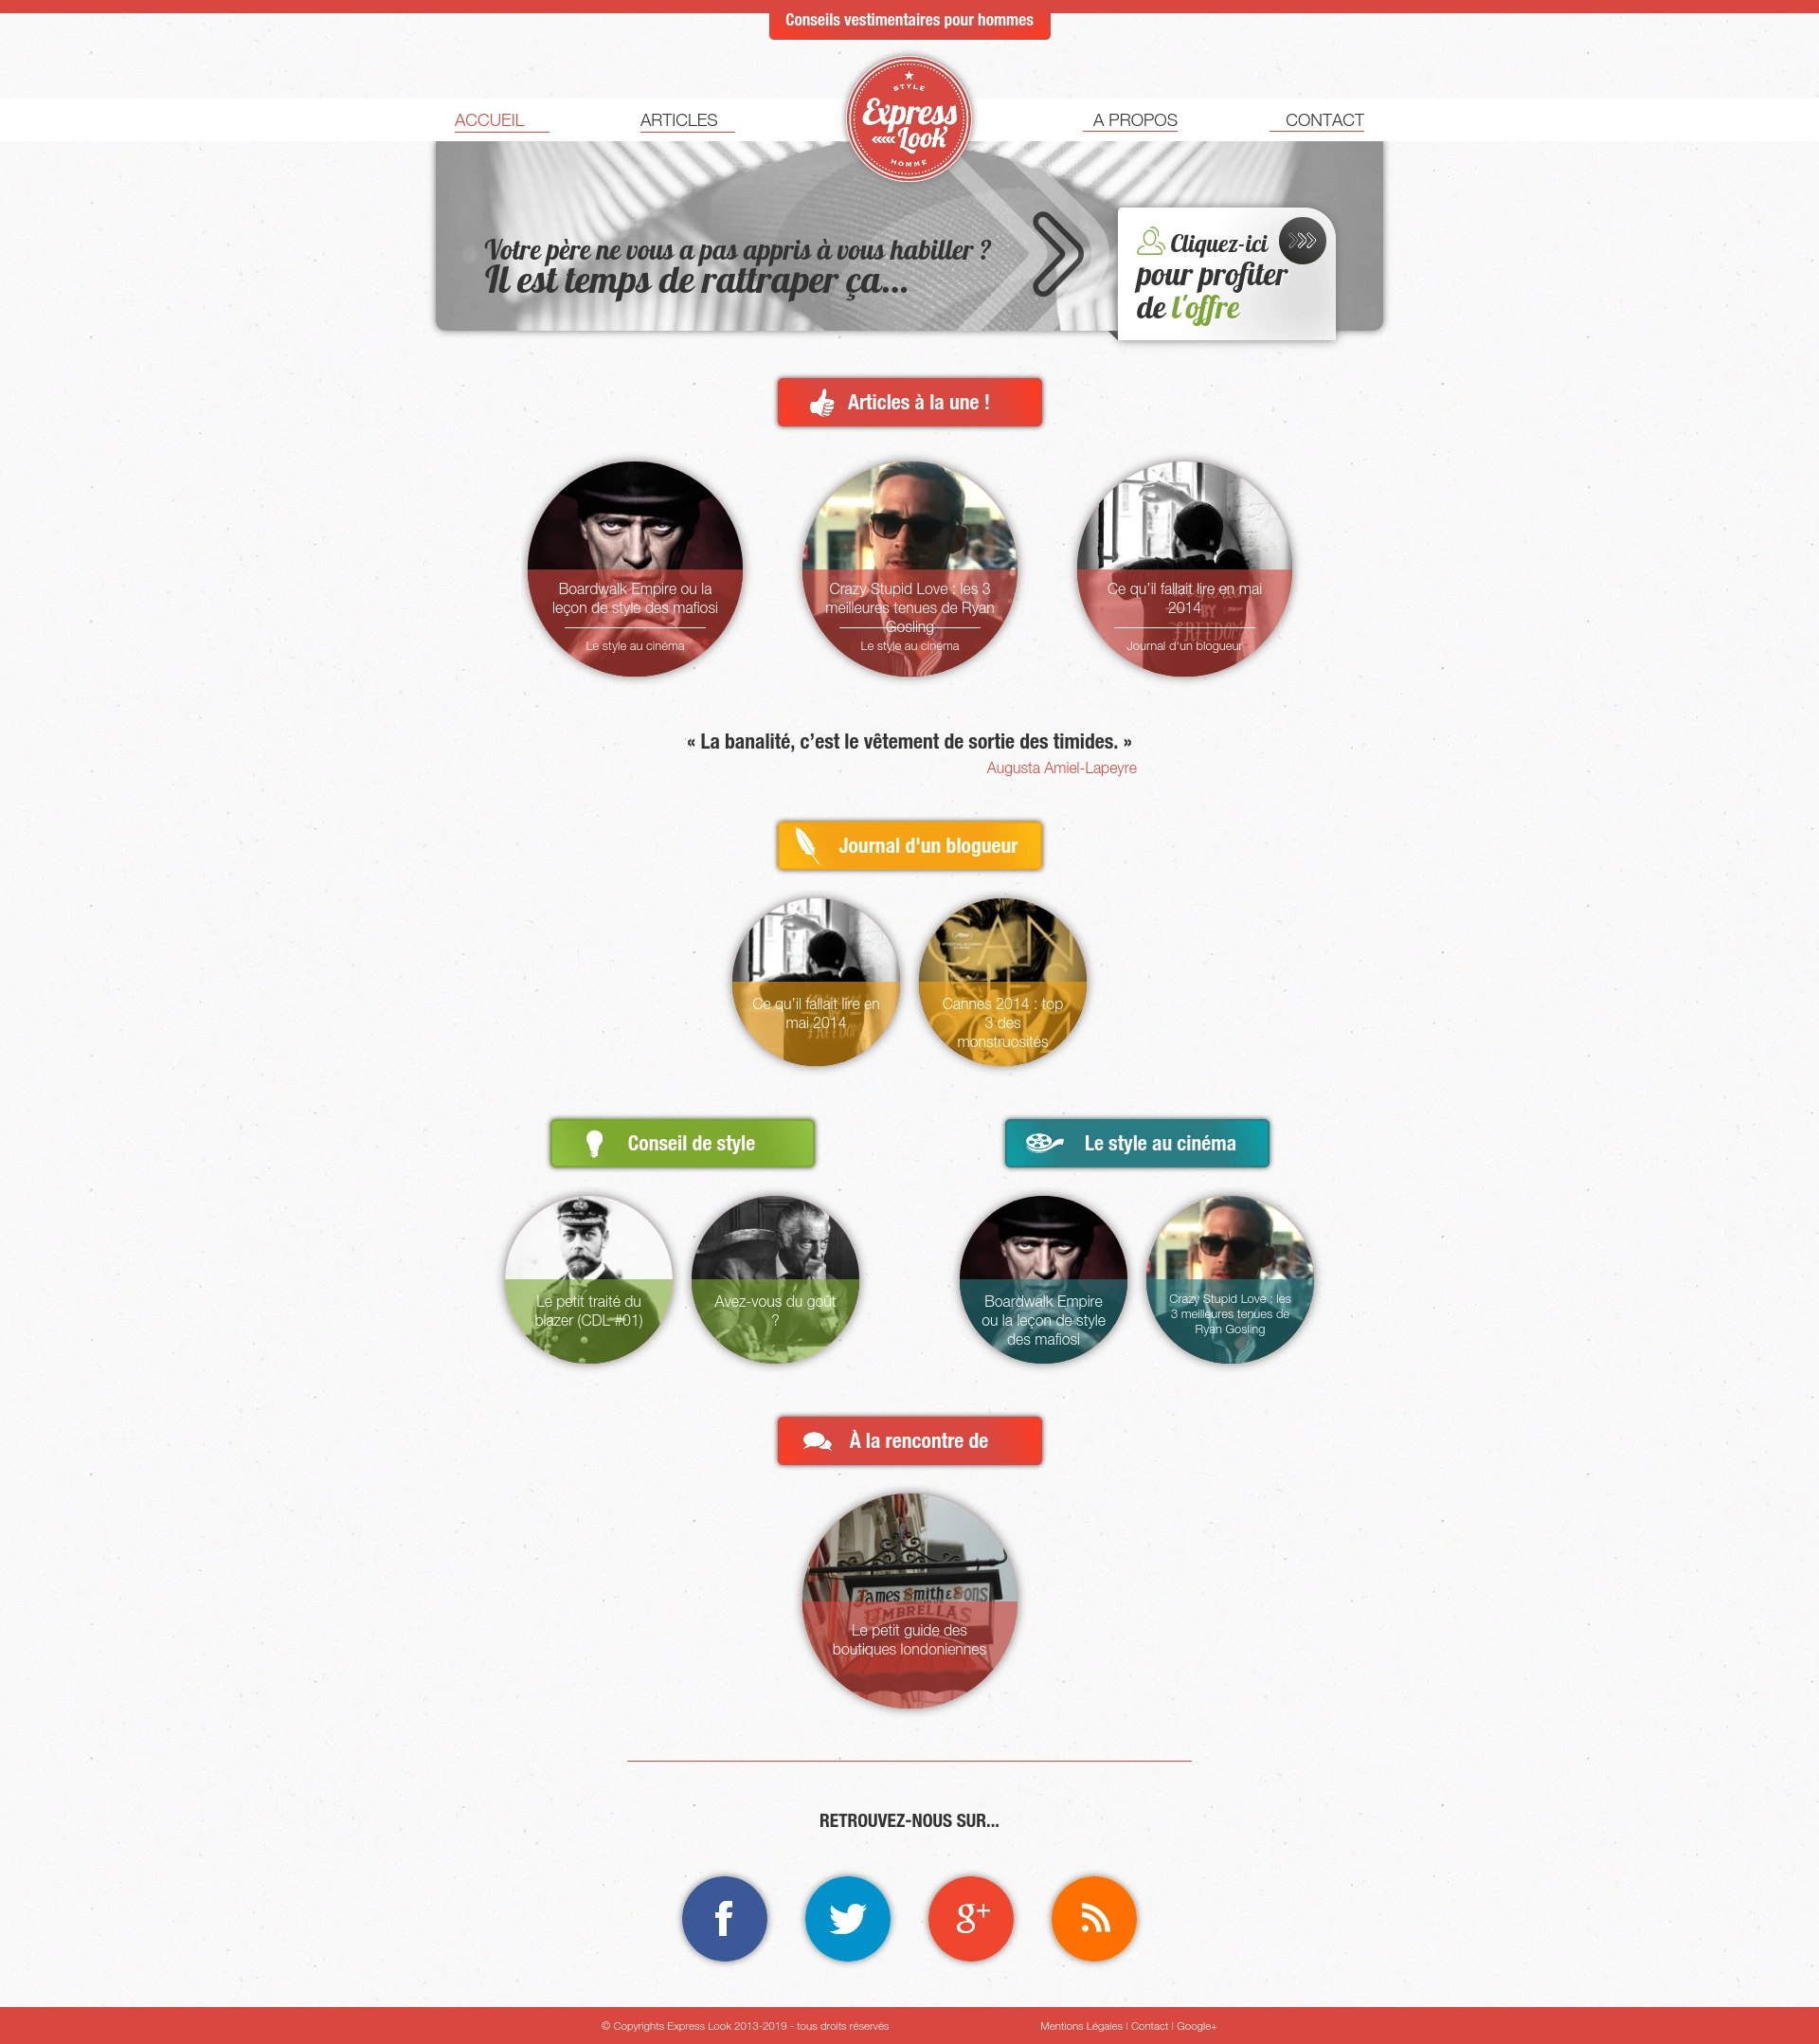 Conseils vestimentaires pour hommes
STYLE
Express
Look
HOMME
ACCUEIL
ARTICLES
A PROPOS
CONTACT
Votre père ne vous a pas appris à vous habiller ?
Il est temps de rattraper ça...
Cliquez-ici
pour profiter
de l'offre
Articles à la une !
Boardwalk Empire ou la
leçon de style des mafiosi
Le style au cinéma
Crazy Stupid Love : les 3
meilleures tenues de Ryan
Gosling
Le style au cinéma
Ce qu’il fallait lire en mai
2014
BY
FREEDOM
Journal d'un blogueur
« La banalité, c’est le vêtement de sortie des timides. »
Augusta Amiel-Lapeyre
Journal d'un blogueur
Ce qu’il fallait lire en
mai 2014
FREEDOM
CAN
Cannes 2014 : top
3 des
monstruosités
Conseil de style
Le style au cinéma
Le petit traité du
blazer (CDL #01)
Avez-vous du goût
?
Boardwalk Empire
ou la leçon de style
des mafiosi
Crazy Stupid Love : les
3 meilleures tenues de
Ryan Gosling
À la rencontre de
James Smith & Sons
UMBRELLAS
Le petit guide des
boutiques londoniennes
RETROUVEZ-NOUS SUR...
f
g+
© Copyrights Express Look 2013-2019 - tous droits réservés
Mentions Légales | Contact | Google+